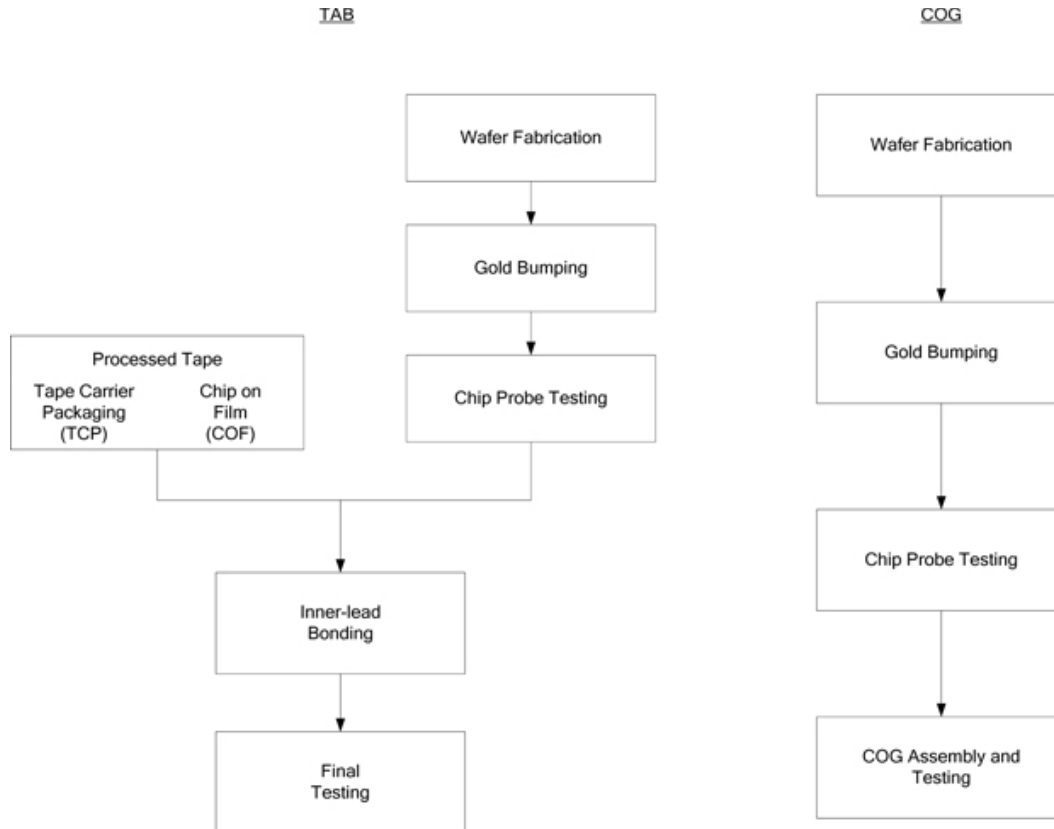 TAB
Wafer Fabrication
Gold Bumping
Chip Probe Testing
Processed Tape
Tape Carrier
Packaging
(TCP)
Chip on
Film
(COF)
Inner-lead
Bonding
Final
Testing
COG
Wafer Fabrication
Gold Bumping
Chip Probe Testing
COG Assembly and
Testing